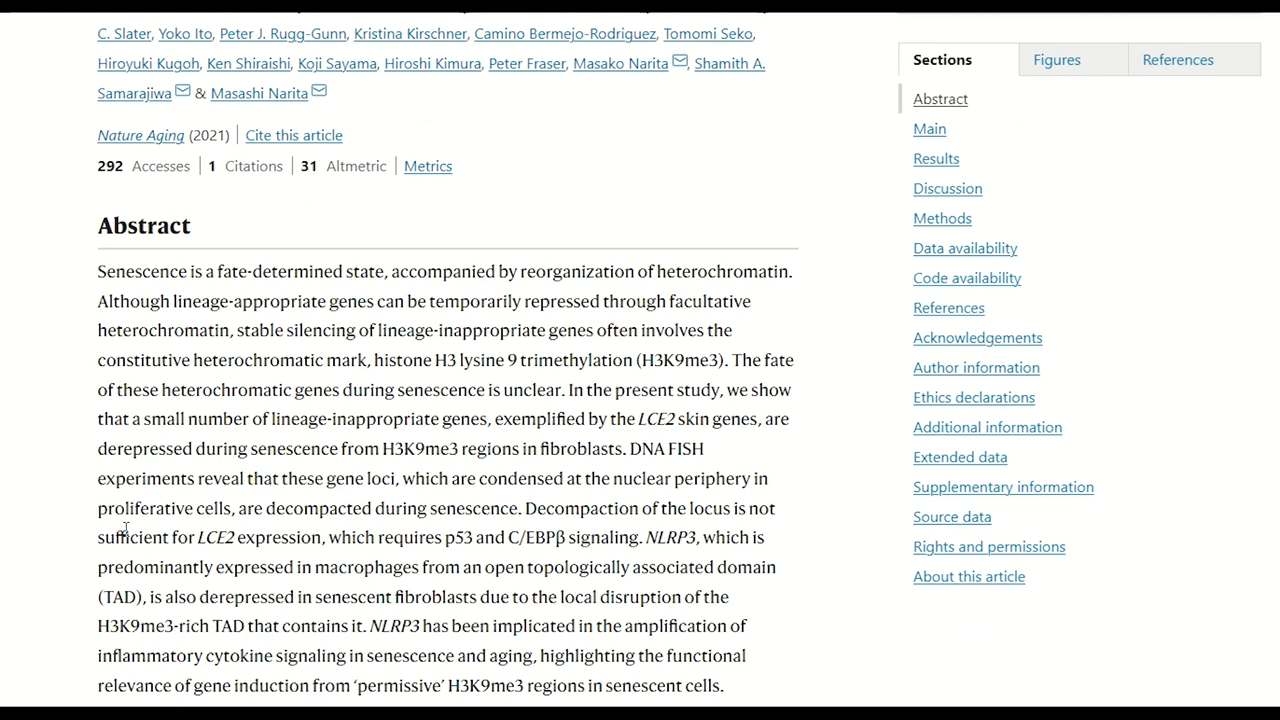 C. Slater, Yoko Ito, Peter J. Rugg-Gunn, Kristina Kirschner, Camino Bermejo-Rodriguez, Tomomi Seko,
Hiroyuki Kugoh, Ken Shiraishi, Koji Sayama, Hiroshi Kimura, Peter Fraser, Masako Narita, Shamith A.
Samarajiwa & Masashi Narita
Nature Aging (2021) | Cite this article
292 Accesses | 1 Citations | 31 Altmetric | Metrics
Abstract
Senescence is a fate-determined state, accompanied by reorganization of heterochromatin.
Although lineage-appropriate genes can be temporarily repressed through facultative
heterochromatin, stable silencing of lineage-inappropriate genes often involves the
constitutive heterochromatic mark, histone H3 lysine 9 trimethylation (H3K9me3). The fate
of these heterochromatic genes during senescence is unclear. In the present study, we show
that a small number of lineage-inappropriate genes, exemplified by the LCE2 skin genes, are
derepressed during senescence from H3K9me3 regions in fibroblasts. DNA FISH
experiments reveal that these gene loci, which are condensed at the nuclear periphery in
proliferative cells, are decompacted during senescence. Decompaction of the locus is not
sufficient for LCE2 expression, which requires p53 and C/EBPβ signaling. NLRP3, which is
predominantly expressed in macrophages from an open topologically associated domain
(TAD), is also derepressed in senescent fibroblasts due to the local disruption of the
H3K9me3-rich TAD that contains it. NLRP3 has been implicated in the amplification of
inflammatory cytokine signaling in senescence and aging, highlighting the functional
relevance of gene induction from ‘permissive’ H3K9me3 regions in senescent cells.
Sections
Figures
References
Abstract
Main
Results
Discussion
Methods
Data availability
Code availability
References
Acknowledgements
Author information
Ethics declarations
Additional information
Extended data
Supplementary information
Source data
Rights and permissions
About this article